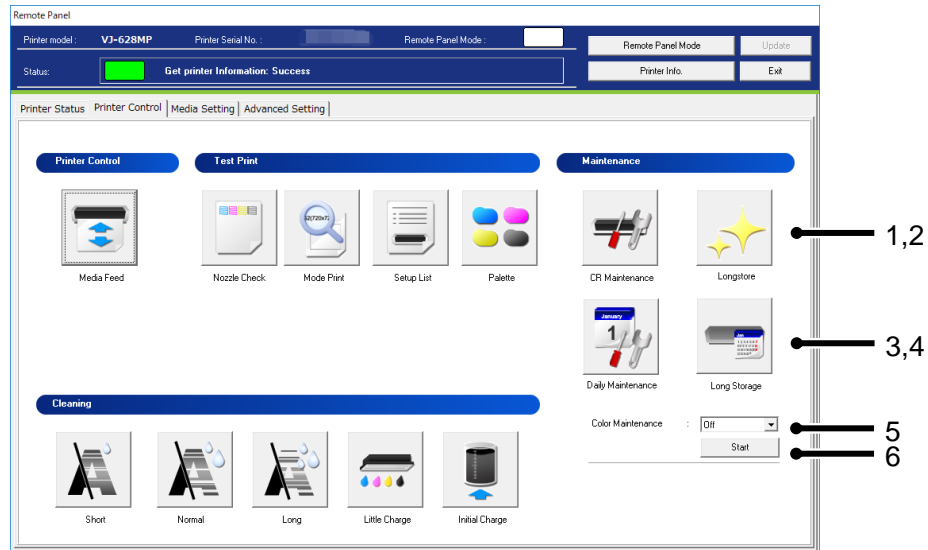 Remote Panel
Printer model : VJ-628MP Printer Serial No. : Remote Panel Mode :
Remote Panel Mode Update
Status: Get printer Information: Success
Printer Info. Exit
Printer Status Printer Control Media Setting Advanced Setting
Printer Control Test Print Maintenance
Media Feed Nozzle Check Mode Print Setup List Palette CR Maintenance Longstore
1,2
January
1
3,4
Daily Maintenance Long Storage
Cleaning
Color Maintenance : Off
5
Start
6
Short Normal Long Little Charge Initial Charge